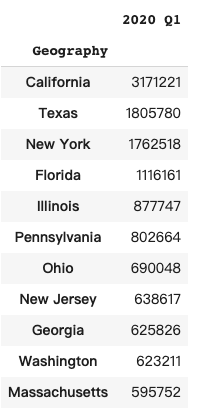 2020 Q1
Geography
California 3171221
Texas 1805780
New York 1762518
Florida 1116161
Illinois 877747
Pennsylvania 802664
Ohio 690048
New Jersey 638617
Georgia 625826
Washington 623211
Massachusetts 595752